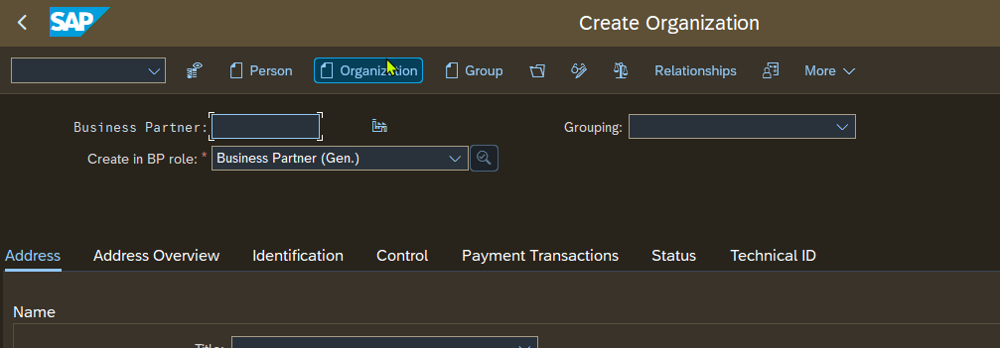 SAP
Create Organization
Person Organization Group Relationships More
Business Partner: Grouping:
Create in BP role: * Business Partner (Gen.)
Address Address Overview Identification Control Payment Transactions Status Technical ID
Name
Title: